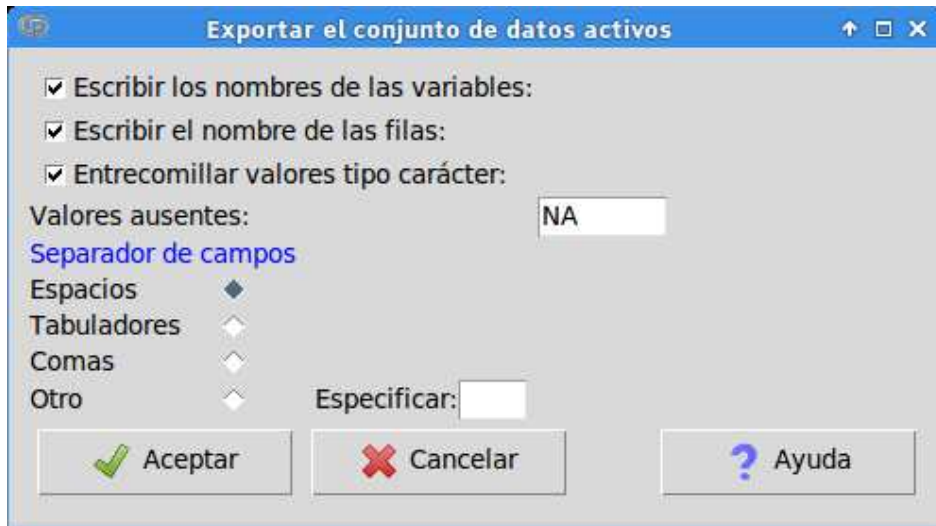 Exportar el conjunto de datos activos
Escribir los nombres de las variables:
Escribir el nombre de las filas:
Entrecomillar valores tipo carácter:
Valores ausentes: NA
Separador de campos
Espacios
Tabuladores
Comas
Otro Especificar:
Aceptar Cancelar Ayuda